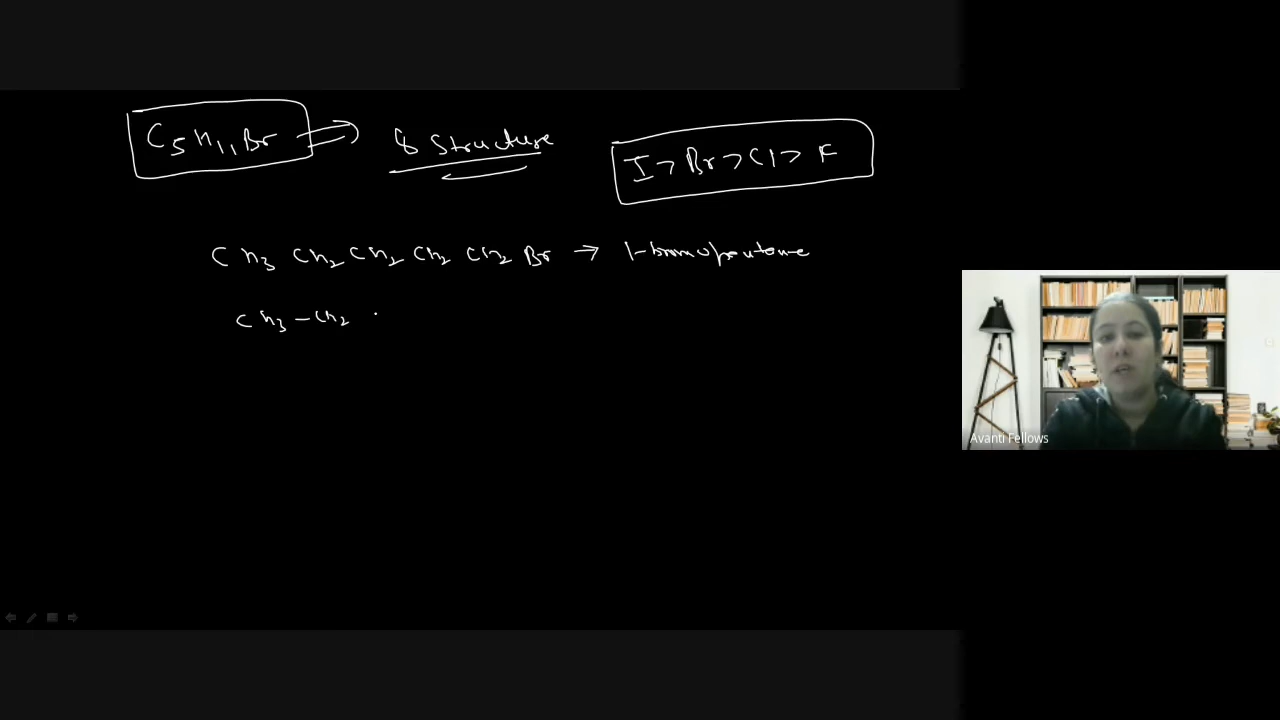 C5H11Br ⇒ 8 structure
I > Br > Cl > F
CH3 CH2 CH2 CH2 CH2 Br → 1-bromopentane
CH3 - CH2
Avanti Fellows